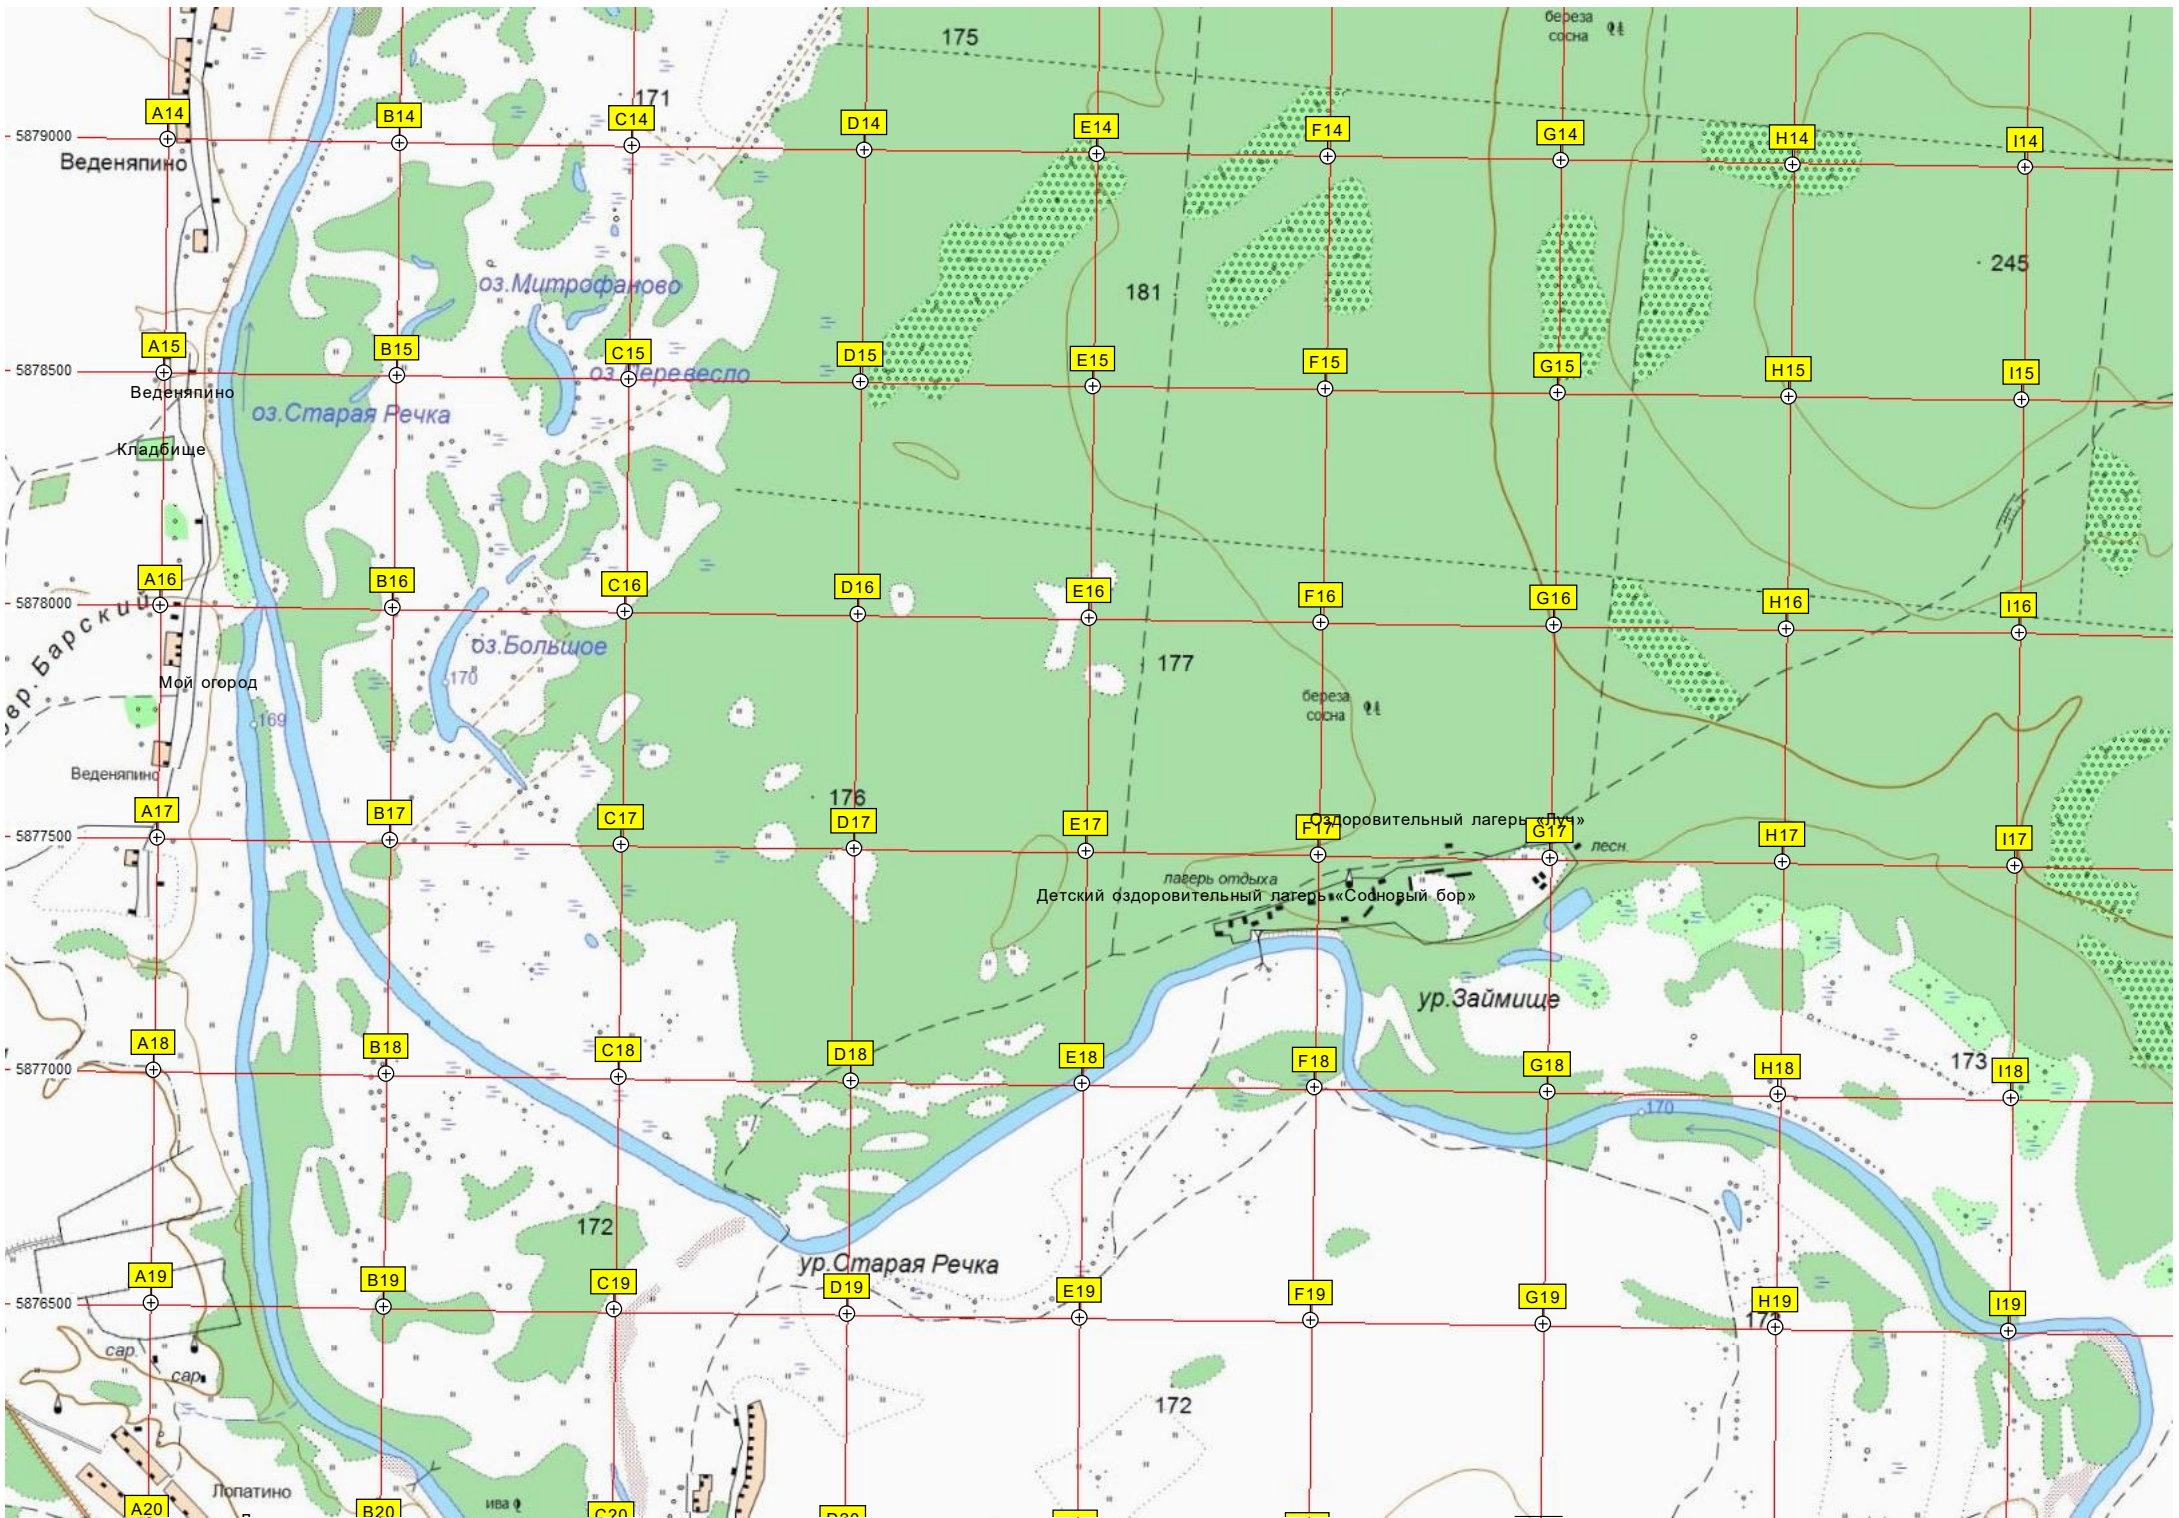 175
береза
сосна
171
A14
B14
C14
D14
E14
F14
G14
H14
I14
5879000
Веденяпино
245
оз.Митрофаново
181
A15
B15
C15
D15
E15
F15
G15
H15
I15
5878500
оз.Перевесло
Веденяпино
оз.Старая Речка
Кладбище
A16
B16
C16
D16
E16
F16
G16
H16
I16
5878000
овр.Барский
оз.Большое
177
Мой огород
170
169
береза
сосна
Веденяпино
176
A17
B17
C17
D17
E17
F17
Оздоровительный лагерь «Луч»
G17
H17
I17
5877500
лесн.
лагерь отдыха
Детский оздоровительный лагерь «Сосновый бор»
ур.Займище
A18
B18
C18
D18
E18
F18
G18
H18
I18
173
5877000
170
172
ур.Старая Речка
A19
B19
C19
D19
E19
F19
G19
H19
I19
5876500
сар.
сар.
172
Лопатино
ива
A20
B20
C20
D20